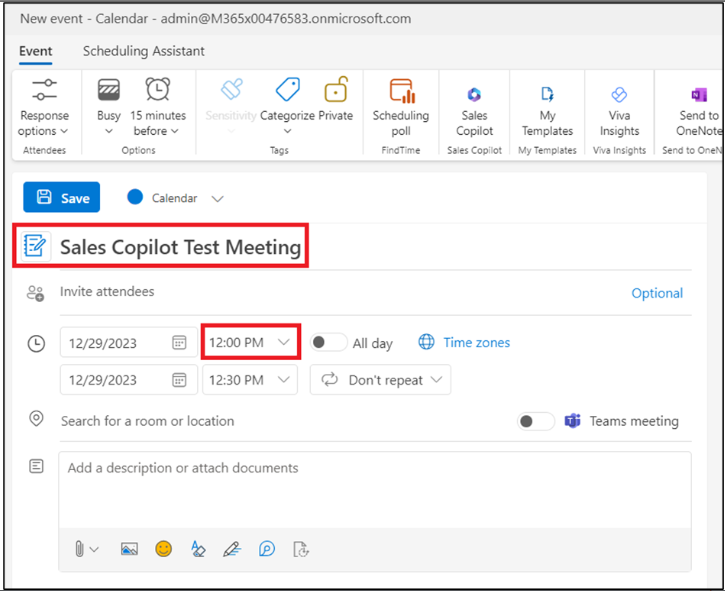 New event - Calendar - admin@M365x00476583.onmicrosoft.com
Event Scheduling Assistant
Response options
Busy
15 minutes before
Sensitivity
Categorize
Private
Scheduling poll
Sales Copilot
My Templates
Viva Insights
Send to OneNote
Attendees Options Tags FindTime Sales Copilot My Templates Viva Insights Send to OneN
Save Calendar
Sales Copilot Test Meeting
Invite attendees Optional
12/29/2023 12:00 PM All day Time zones
12/29/2023 12:30 PM Don't repeat
Search for a room or location Teams meeting
Add a description or attach documents